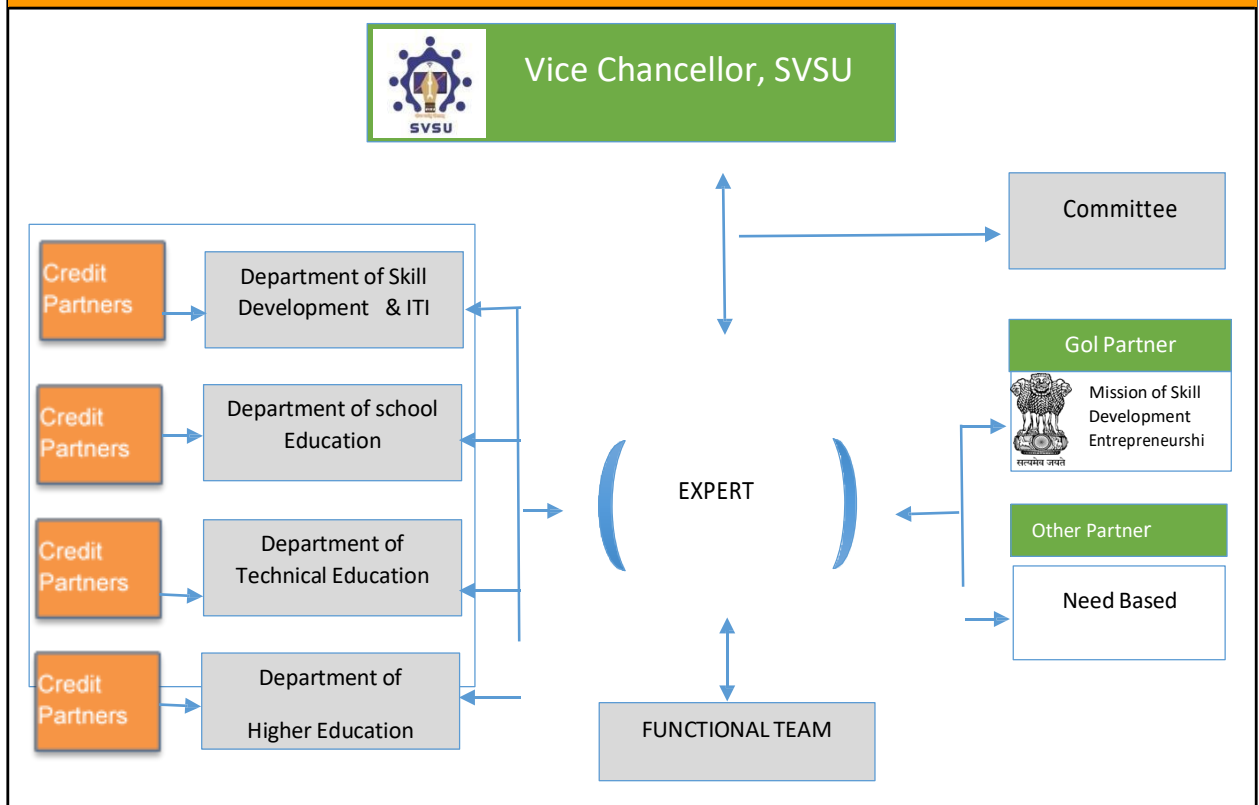 Vice Chancellor, SVSU
SVSU
Committee
Credit
Partners
Department of Skill
Development & ITI
GoI Partner
Mission of Skill
Development
Entrepreneurshi
सत्यमेव जयते
Credit
Partners
Department of school
Education
EXPERT
Other Partner
Need Based
Credit
Partners
Department of
Technical Education
Credit
Partners
Department of
Higher Education
FUNCTIONAL TEAM